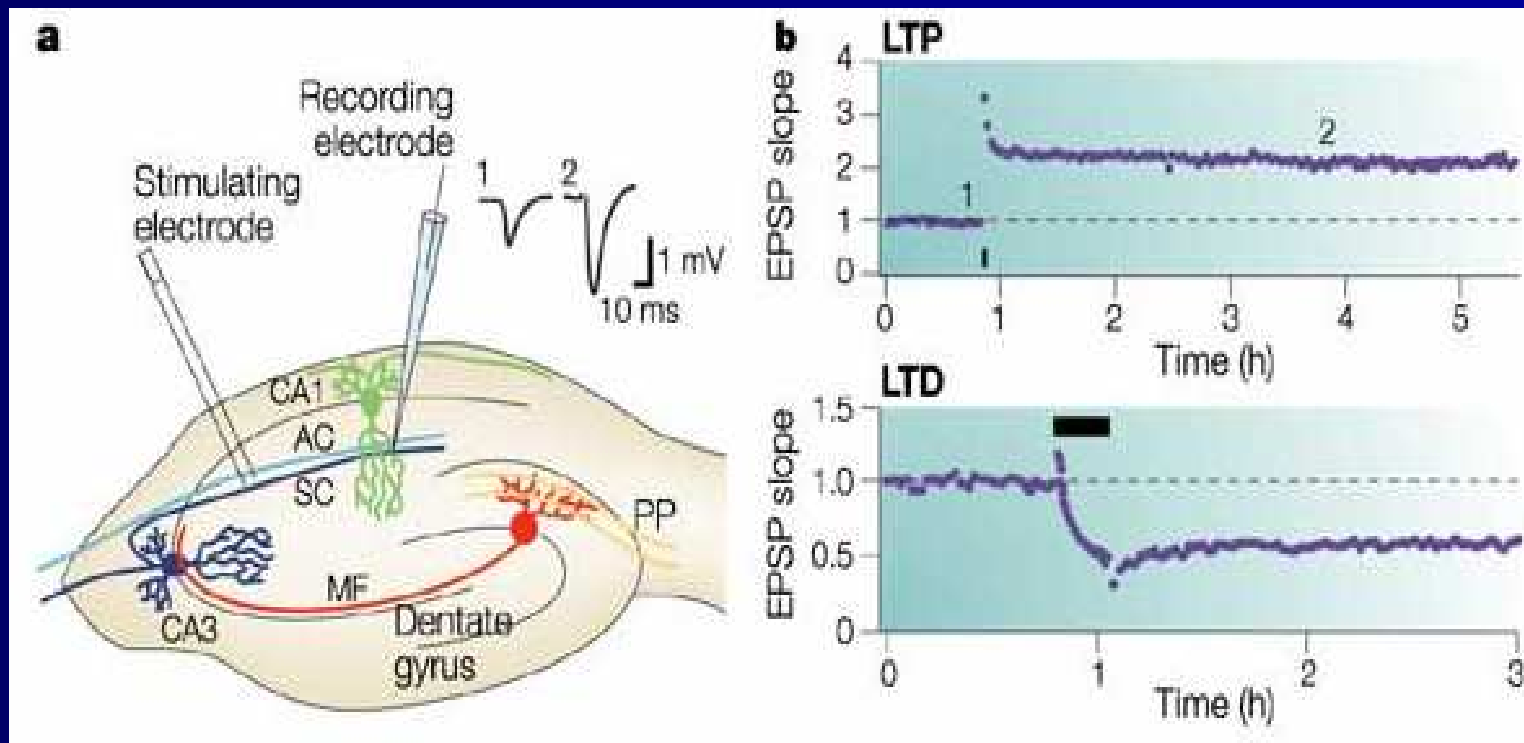 a
Recording
electrode
Stimulating
electrode
1
2
1 mV
10 ms
CA1
AC
SC
PP
MF
CA3
Dentate
gyrus
b
LTP
EPSP slope
4
3
2
1
0
1
2
0
1
2
3
4
5
Time (h)
LTD
EPSP slope
1.5
1.0
0.5
0
0
1
2
3
Time (h)